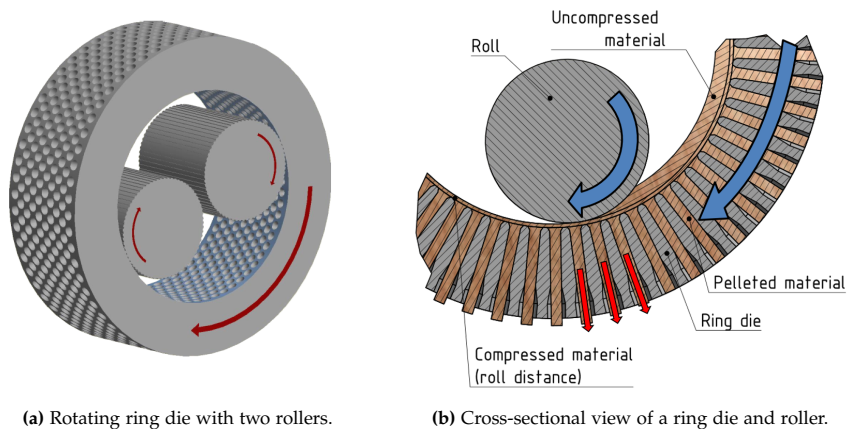 Uncompressed
material
Roll
Pelleted material
Ring die
Compressed material
(roll distance)
(a) Rotating ring die with two rollers.
(b) Cross-sectional view of a ring die and roller.